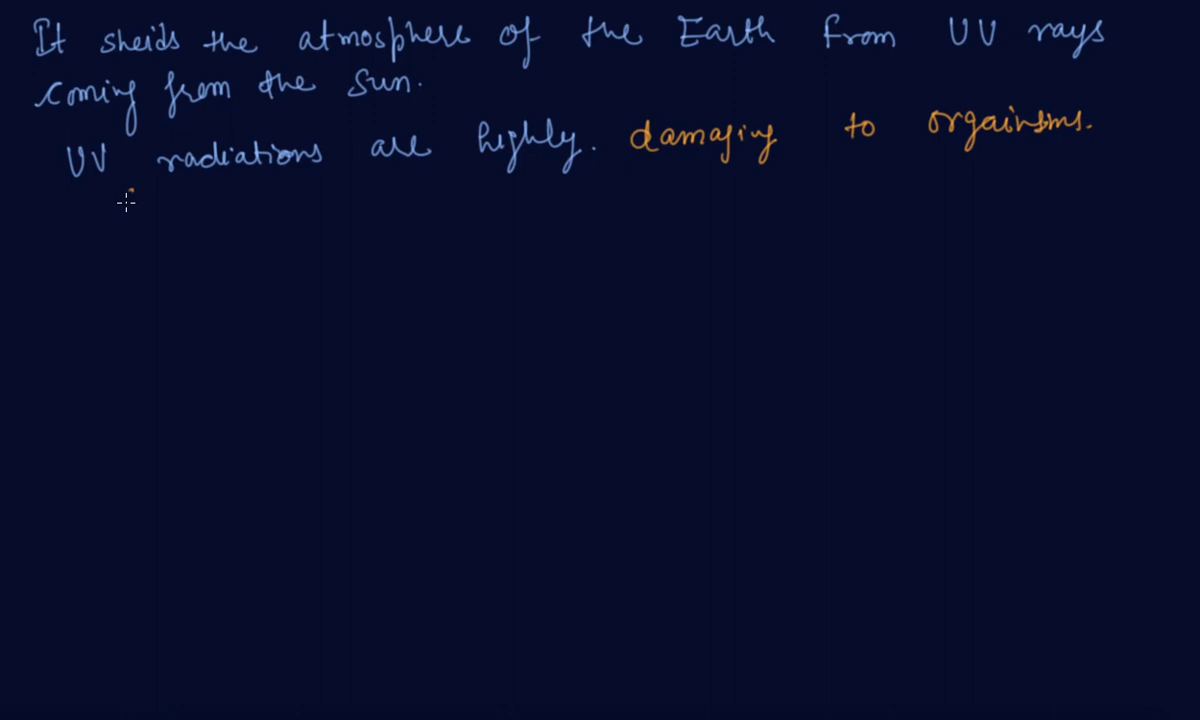 It sheids the atmosphere of the Earth from UV rays
coming from the Sun.
UV radiations are highly. damaging to orgainsms.